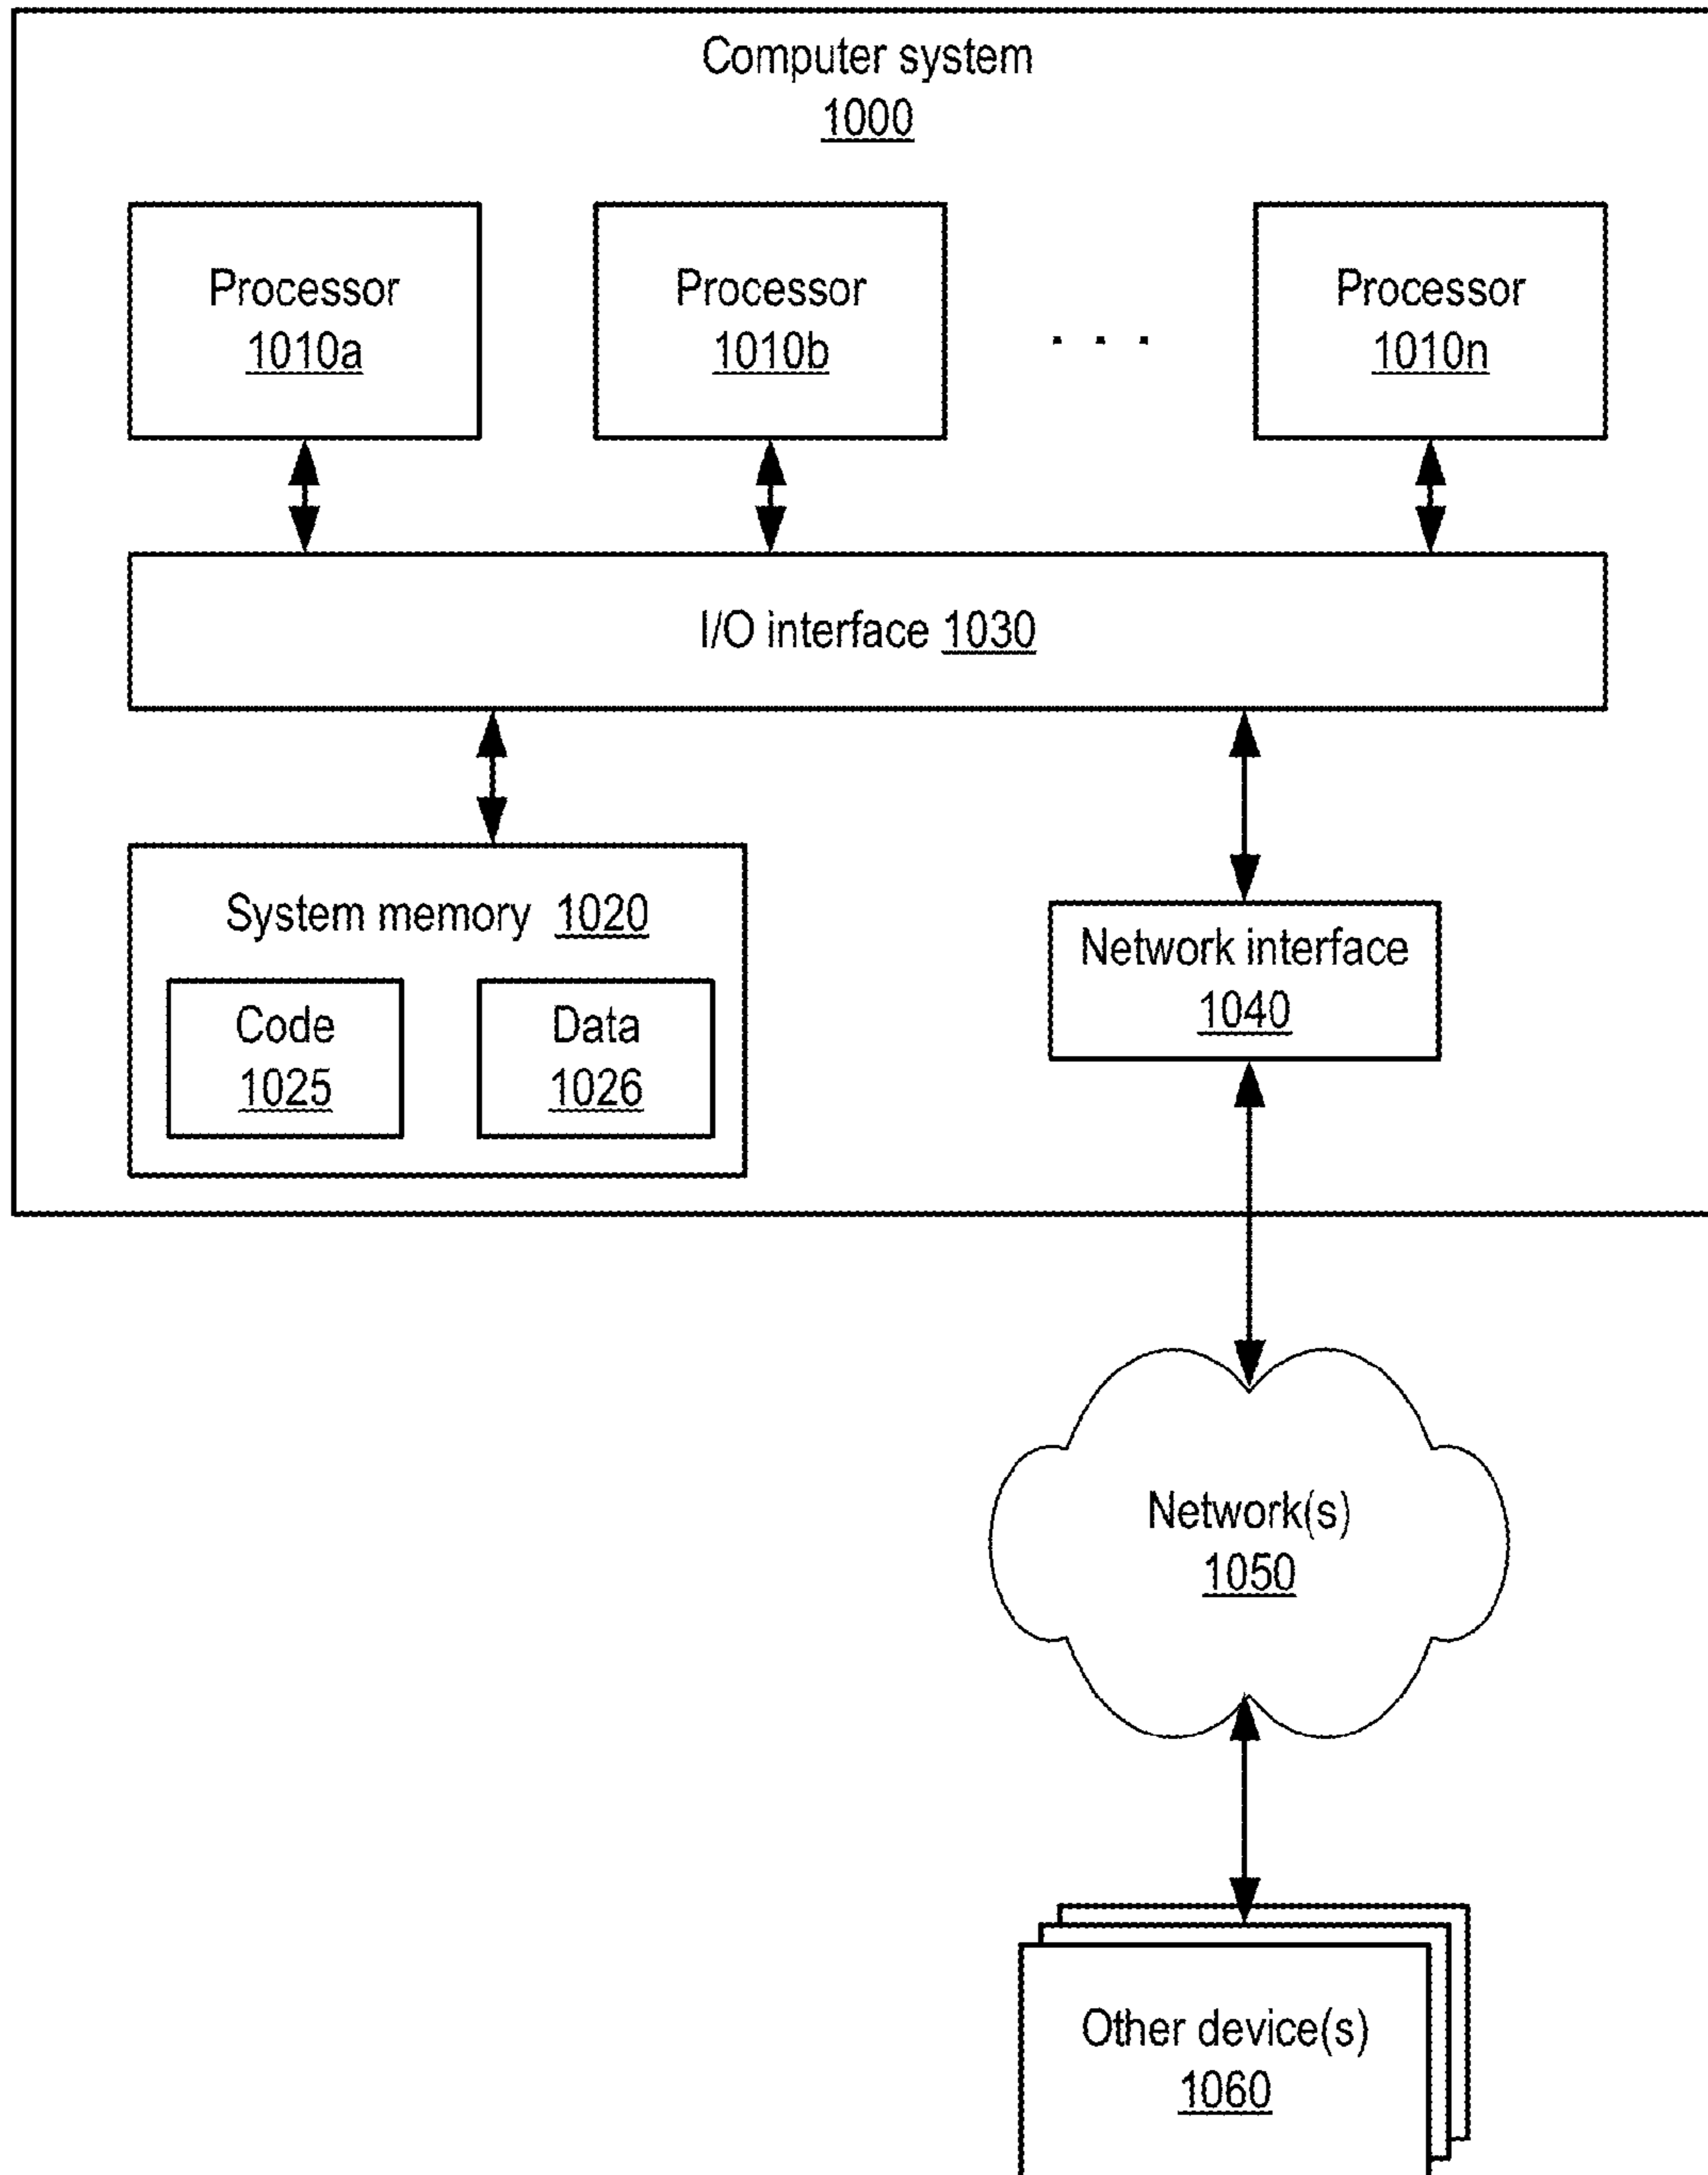 Computer system
1000
Processor
1010a
Processor
1010b
. . .
Processor
1010n
I/O interface 1030
System memory 1020
Code
1025
Data
1026
Network interface
1040
Network(s)
1050
Other device(s)
1060